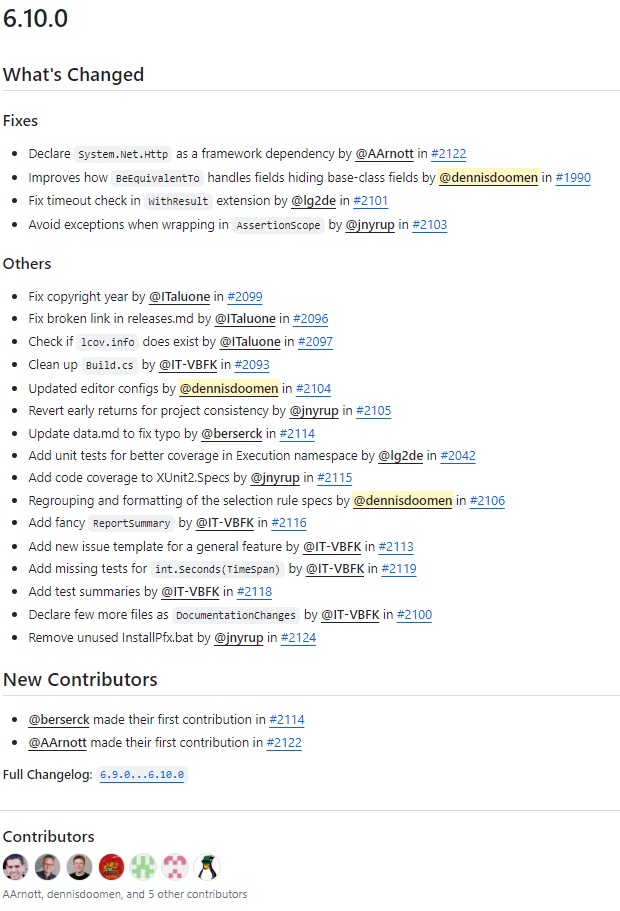 6.10.0
What's Changed
Fixes
Declare System.Net.Http as a framework dependency by @AArnott in #2122
Improves how BeEquivalentTo handles fields hiding base-class fields by @dennisdoomen in #1990
Fix timeout check in WithResult extension by @lg2de in #2101
Avoid exceptions when wrapping in AssertionScope by @jnyrup in #2103
Others
Fix copyright year by @ITaluone in #2099
Fix broken link in releases.md by @ITaluone in #2096
Check if lcov.info does exist by @ITaluone in #2097
Clean up Build.cs by @IT-VBFK in #2093
Updated editor configs by @dennisdoomen in #2104
Revert early returns for project consistency by @jnyrup in #2105
Update data.md to fix typo by @berserck in #2114
Add unit tests for better coverage in Execution namespace by @lg2de in #2042
Add code coverage to XUnit2.Specs by @jnyrup in #2115
Regrouping and formatting of the selection rule specs by @dennisdoomen in #2106
Add fancy ReportSummary by @IT-VBFK in #2116
Add new issue template for a general feature by @IT-VBFK in #2113
Add missing tests for int.Seconds(TimeSpan) by @IT-VBFK in #2119
Add test summaries by @IT-VBFK in #2118
Declare few more files as DocumentationChanges by @IT-VBFK in #2100
Remove unused InstallPfx.bat by @jnyrup in #2124
New Contributors
@berserck made their first contribution in #2114
@AArnott made their first contribution in #2122
Full Changelog: 6.9.0...6.10.0
Contributors
AArnott, dennisdoomen, and 5 other contributors